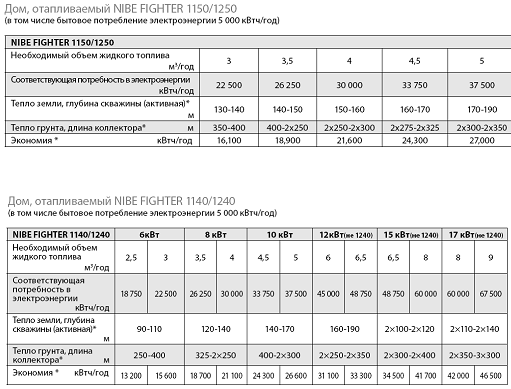 Дом, отапливаемый NIBE FIGHTER 1150/1250
(в том числе бытовое потребление электроэнергии 5 000 кВтч/год)
NIBE FIGHTER 1150/1250
Необходимый объем жидкого топлива м³/год 3 3,5 4 4,5 5
Соответствующая потребность в электроэнергии кВтч/год 22 500 26 250 30 000 33 750 37 500
Тепло земли, глубина скважины (активная)* м 130-140 140-150 150-160 160-170 170-190
Тепло грунта, длина коллектора* м 350-400 400-2x250 2x250-2x300 2x275-2x325 2x300-2x350
Экономия * кВтч/год 16,100 18,900 21,600 24,300 27,000
Дом, отапливаемый NIBE FIGHTER 1140/1240
(в том числе бытовое потребление электроэнергии 5 000 кВтч/год)
NIBE FIGHTER 1140/1240 6кВт 8 кВт 10 кВт 12кВт(не 1240) 15 кВт(не 1240) 17 кВт(не 1240)
Необходимый объем
жидкого топлива
м³/год 2,5 3 3,5 4 4,5 5 6 6,5 6,5 8 8 9
Соответствующая
потребность в
электроэнергии
кВтч/год 18 750 22 500 26 250 30 000 33 750 37 500 45 000 48 750 48 750 60 000 60 000 67 500
Тепло земли, глубина
скважины (активная)*
м 90-110 120-140 140-170 160-190 2×100-2×120 2×110-2×140
Тепло грунта, длина
коллектора* м 250-400 325-2×250 400-2×300 2×250-2×350 2×300-2×400 2×350-3×300
Экономия * кВтч/год 13 200 15 600 18 700 21 100 24 300 26 600 31 100 33 300 34 500 41 700 42 000 46 500